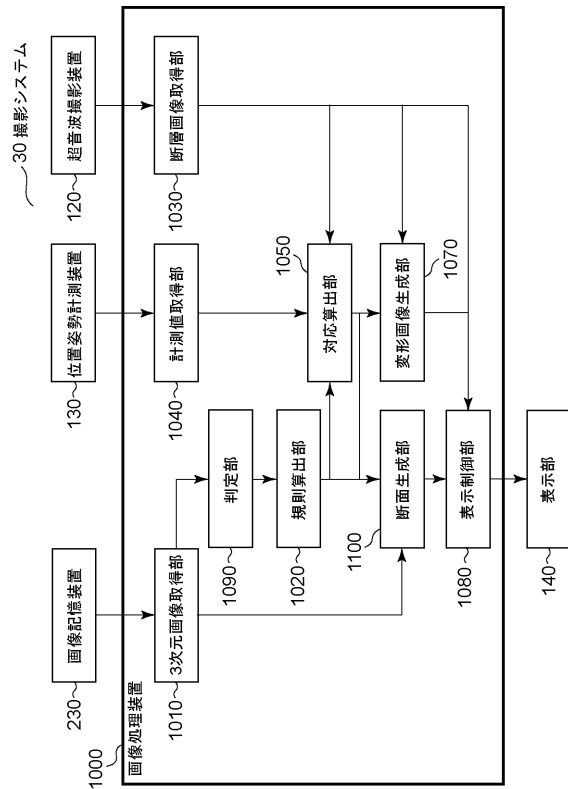 30 撮影システム
画像記憶装置
230
位置姿勢計測装置
130
超音波撮影装置
120
1000
画像処理装置
3次元画像取得部
1010
計測値取得部
1040
断層画像取得部
1030
判定部
1090
規則算出部
1020
対応算出部
1050
断面生成部
1100
変形画像生成部
1070
表示制御部
1080
表示部
140